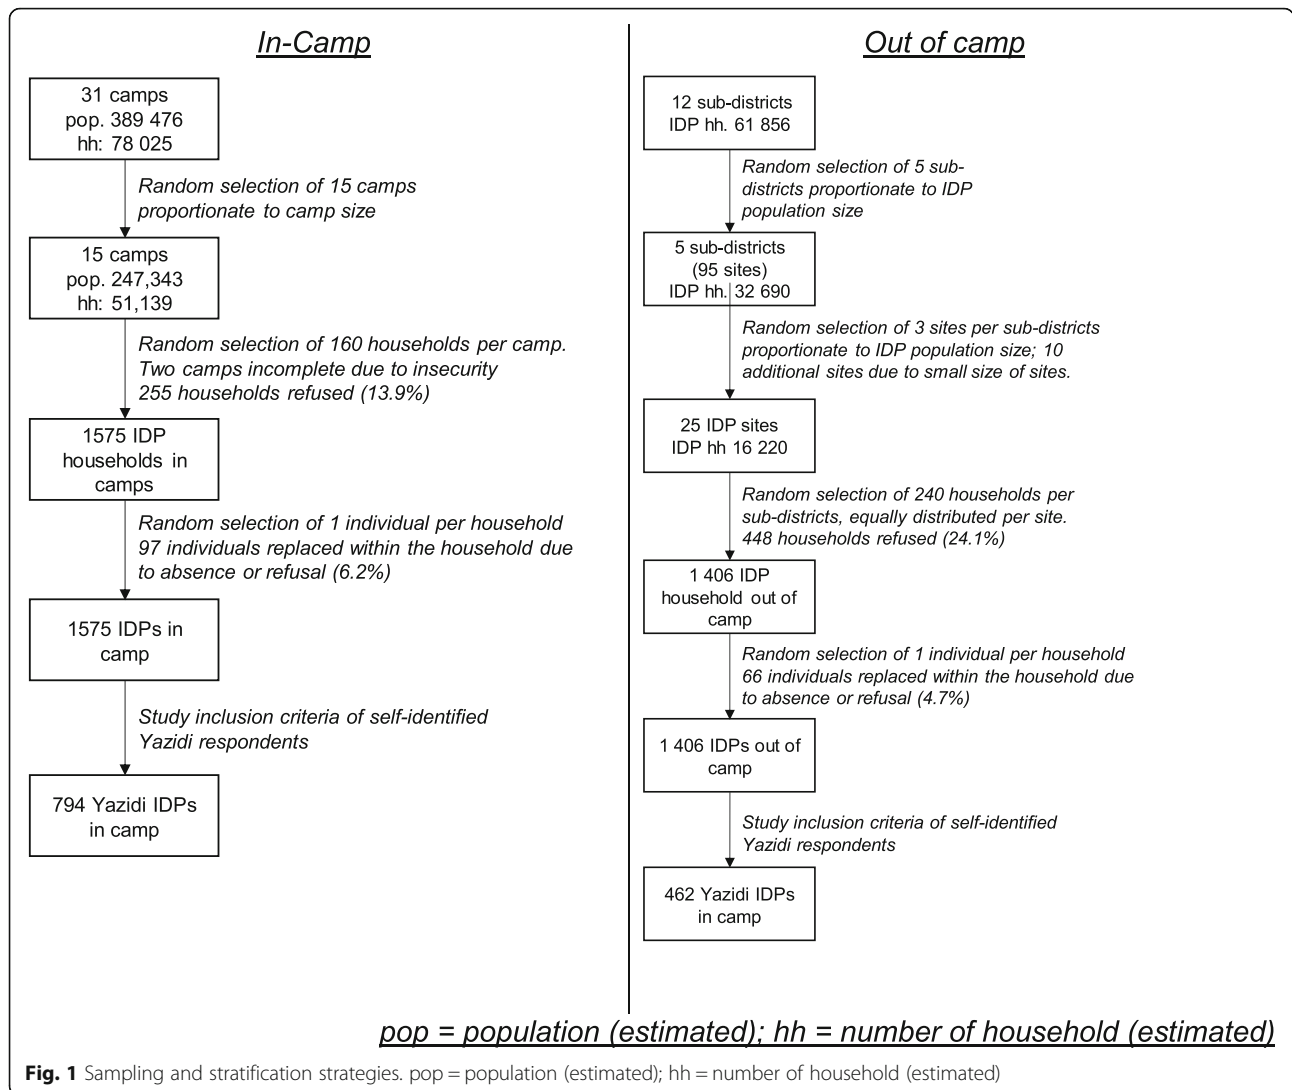 In-Camp
31 camps
pop. 389 476
hh: 78 025
Random selection of 15 camps
proportionate to camp size
15 camps
pop. 247,343
hh: 51,139
Random selection of 160 households per camp.
Two camps incomplete due to insecurity
255 households refused (13.9%)
1575 IDP
households in
camps
Random selection of 1 individual per household
97 individuals replaced within the household due
to absence or refusal (6.2%)
1575 IDPs in
camp
Study inclusion criteria of self-identified
Yazidi respondents
794 Yazidi IDPs
in camp
Out of camp
12 sub-districts
IDP hh. 61 856
Random selection of 5 sub-
districts proportionate to IDP
population size
5 sub-districts
(95 sites)
IDP hh. 32 690
Random selection of 3 sites per sub-districts
proportionate to IDP population size; 10
additional sites due to small size of sites.
25 IDP sites
IDP hh 16 220
Random selection of 240 households per
sub-districts, equally distributed per site.
448 households refused (24.1%)
1 406 IDP
household out of
camp
Random selection of 1 individual per household
66 individuals replaced within the household due
to absence or refusal (4.7%)
1 406 IDPs out of
camp
Study inclusion criteria of self-identified
Yazidi respondents
462 Yazidi IDPs
in camp
pop = population (estimated); hh = number of household (estimated)
Fig. 1 Sampling and stratification strategies. pop = population (estimated); hh = number of household (estimated)